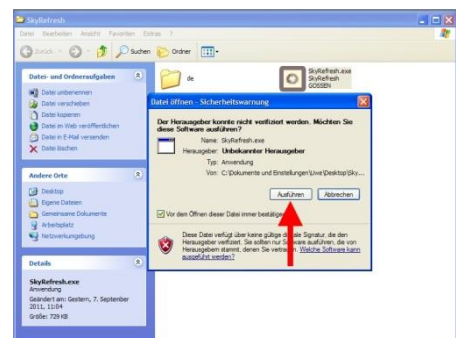 SkyRefresh
Datei Bearbeiten Ansicht Favoriten Extras ?
Zurück Suchen Ordner
Datei- und Ordneraufgaben
Datei umbenennen
Datei verschieben
Datei kopieren
Datei im Web veröffentlichen
Datei in E-Mail versenden
Datei löschen
Andere Orte
Desktop
Eigene Dateien
Gemeinsame Dokumente
Arbeitsplatz
Netzwerkumgebung
Details
SkyRefresh.exe
Anwendung
Geändert am: Gestern, 7. September
2011, 11:04
Größe: 729 KB
de
SkyRefresh.exe
SkyRefresh
GOSSEN
Datei öffnen - Sicherheitswarnung
Der Herausgeber konnte nicht verifiziert werden. Möchten Sie
diese Software ausführen?
Name: SkyRefresh.exe
Herausgeber: Unbekannter Herausgeber
Typ: Anwendung
Von: C:\Dokumente und Einstellungen\Uwe\Desktop\Sky...
Ausführen Abbrechen
Vor dem Öffnen dieser Datei immer bestätigen
Diese Datei verfügt über keine gültige digitale Signatur, die den
Herausgeber verifiziert. Sie sollten nur Software ausführen, die von
Herausgebern stammt, denen Sie vertrauen. Welche Software kann
ausgeführt werden?